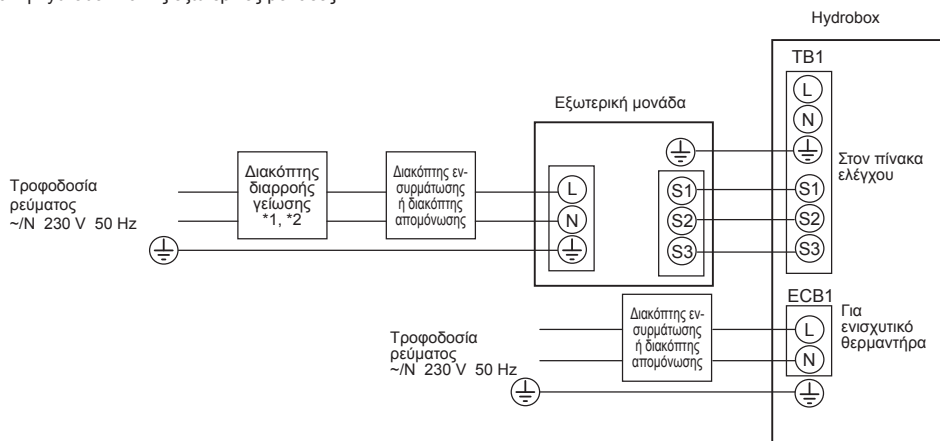 Hydrobox
TB1
L
N
Εξωτερική μονάδα
Στον πίνακα
ελέγχου
Τροφοδοσία
ρεύματος
~/N 230 V 50 Hz
Διακόπτης
διαρροής
γείωσης
*1, *2
Διακόπτης εν-
συρμάτωσης
ή διακόπτης
απομόνωσης
L
N
S1
S2
S3
S1
S2
S3
ECB1
Για
ενισχυτικό
θερμαντήρα
L
N
Τροφοδοσία
ρεύματος
~/N 230 V 50 Hz
Διακόπτης εν-
συρμάτωσης
ή διακόπτης
απομόνωσης